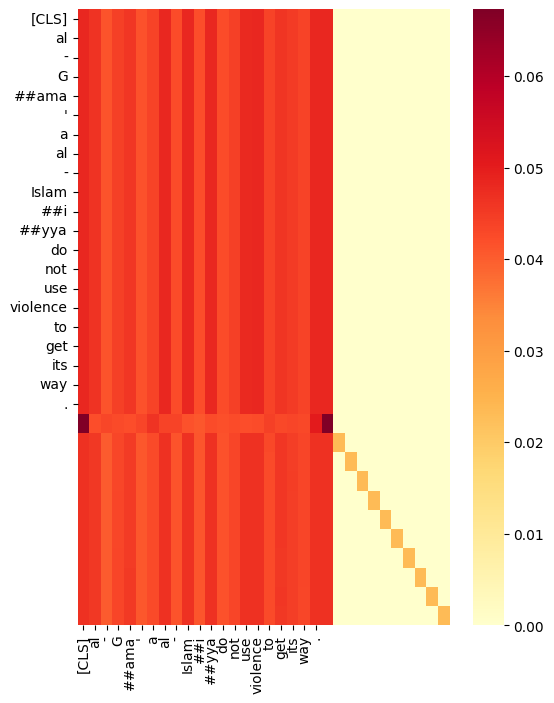 [CLS]
al
-
G
##ama
'
a
al
-
Islam
##i
##yya
do
not
use
violence
to
get
its
way
.
0.06
0.05
0.04
0.03
0.02
0.01
0.00
[CLS]
al
-
G
##ama
'
a
al
-
Islam
##i
##yya
do
not
use
violence
to
get
its
way
.